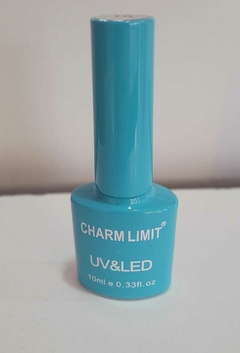 CHARM LIMIT®
UV&LED
10ml e 0.33fl.oz